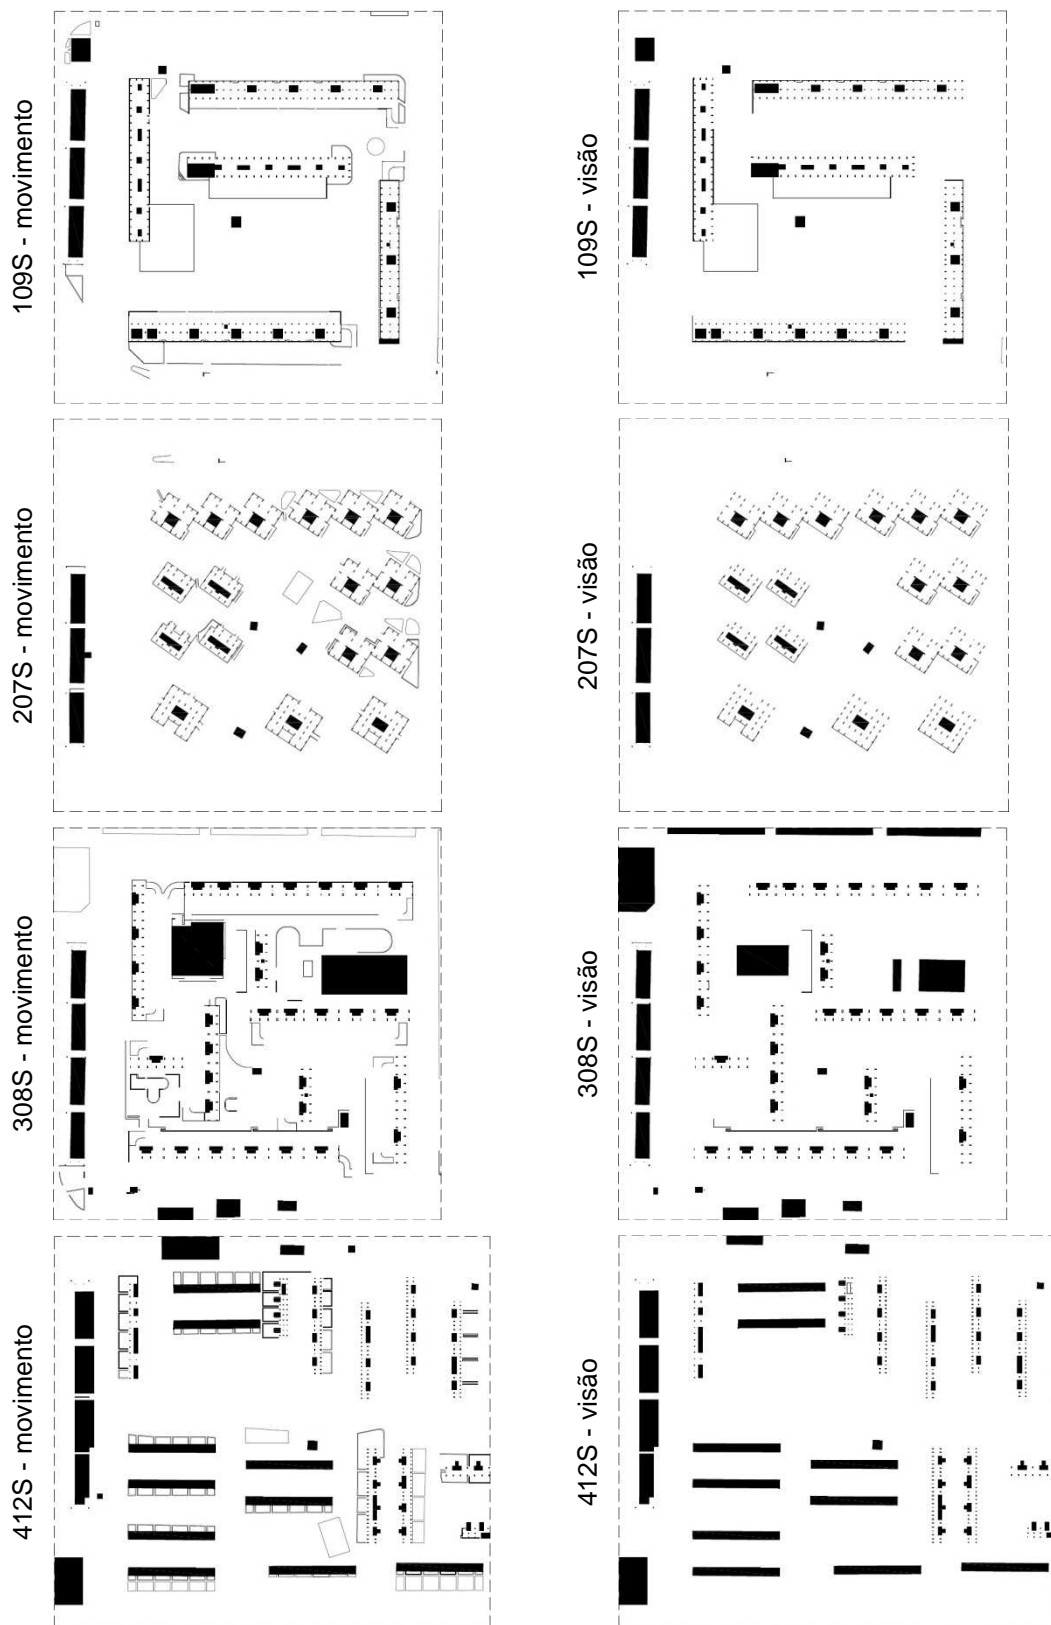 109S - movimento
109S - visão
207S - movimento
207S - visão
308S - movimento
308S - visão
412S - movimento
412S - visão